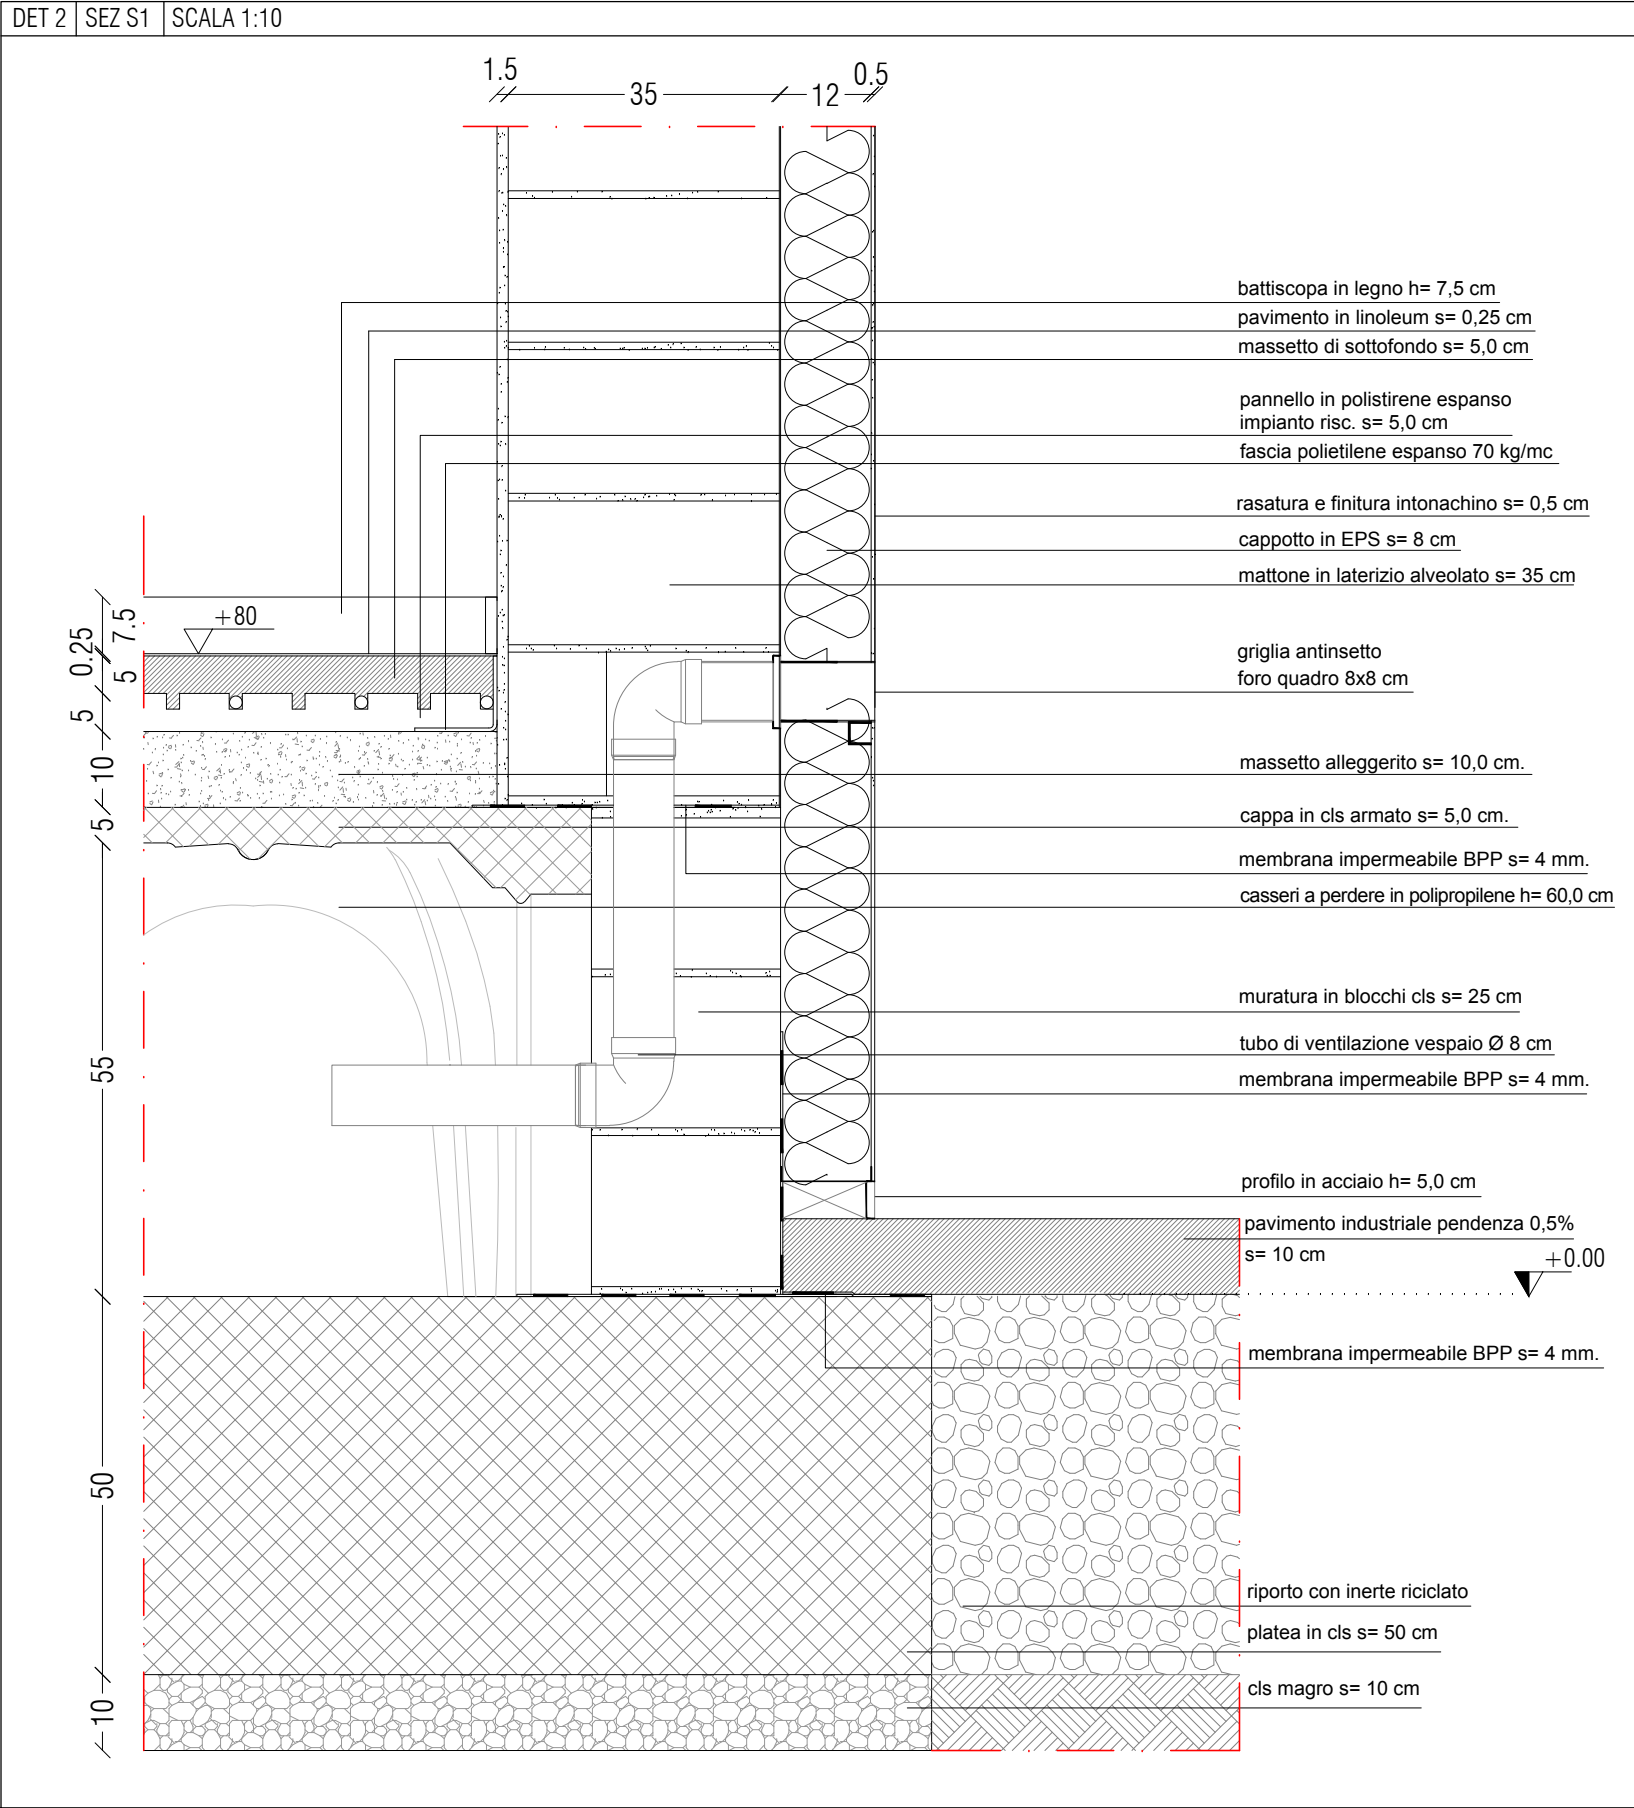 DET 2 SEZ S1 SCALA 1:10
1.5 35 12 0.5
battiscopa in legno h= 7,5 cm
pavimento in linoleum s= 0,25 cm
massetto di sottofondo s= 5,0 cm
pannello in polistirene espanso
impianto risc. s= 5,0 cm
fascia polietilene espanso 70 kg/mc
rasatura e finitura intonachino s= 0,5 cm
cappotto in EPS s= 8 cm
mattone in laterizio alveolato s= 35 cm
7.5
+80
0.25
5
griglia antinsetto
foro quadro 8x8 cm
5
10
massetto alleggerito s= 10,0 cm.
5
cappa in cls armato s= 5,0 cm.
membrana impermeabile BPP s= 4 mm.
casseri a perdere in polipropilene h= 60,0 cm
muratura in blocchi cls s= 25 cm
55
tubo di ventilazione vespaio Ø 8 cm
membrana impermeabile BPP s= 4 mm.
profilo in acciaio h= 5,0 cm
pavimento industriale pendenza 0,5%
s= 10 cm
+0.00
membrana impermeabile BPP s= 4 mm.
50
riporto con inerte riciclato
platea in cls s= 50 cm
cls magro s= 10 cm
10